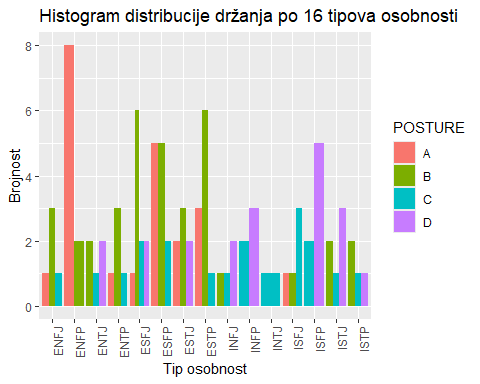 Histogram distribucije držanja po 16 tipova osobnosti
Brojnost
8
6
4
2
0
ENFJ
ENFP
ENTJ
ENTP
ESFJ
ESFP
ESTJ
ESTP
INFJ
INFP
INTJ
ISFJ
ISFP
ISTJ
ISTP
Tip osobnost
POSTURE
A
B
C
D